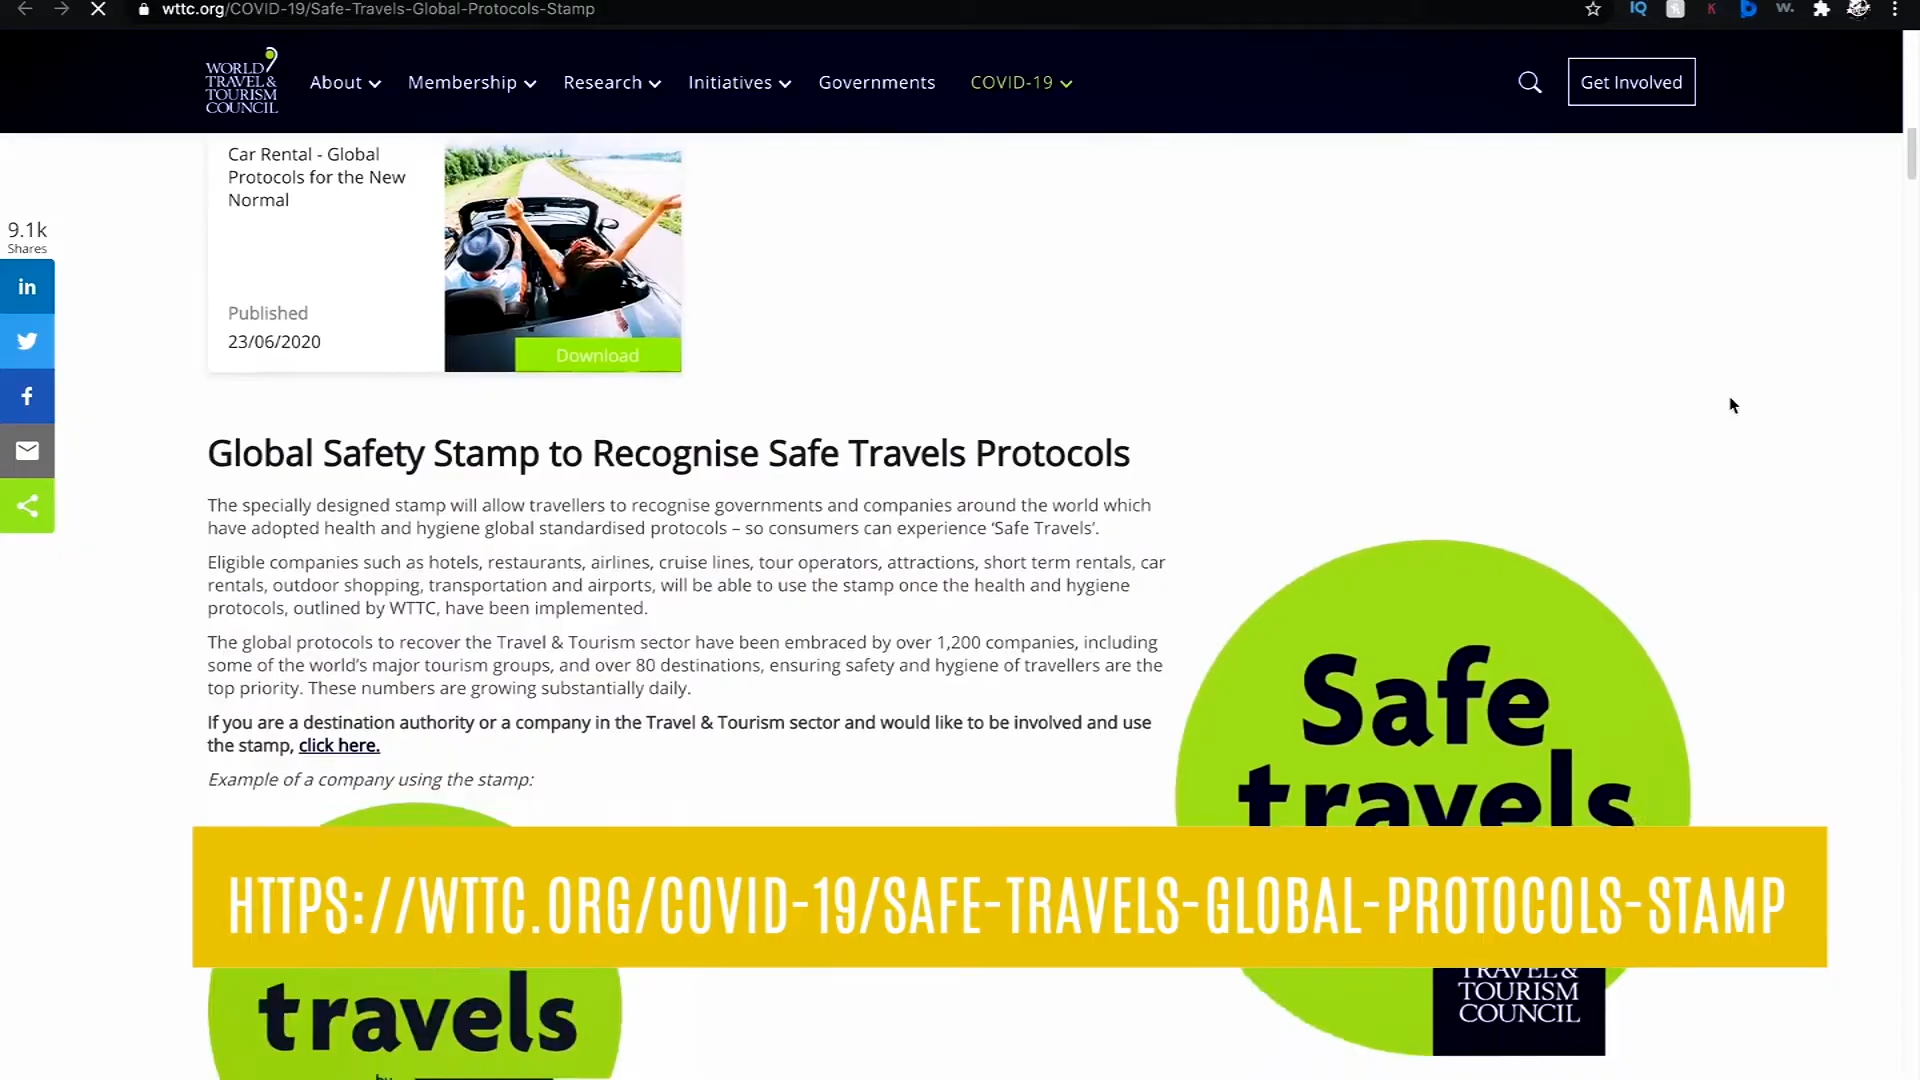 wttc.org/COVID-19/Safe-Travels-Global-Protocols-Stamp
IQ
K
b
w.
WORLD
TRAVEL &
TOURISM
COUNCIL
About
Membership
Research
Initiatives
Governments
COVID-19
Get Involved
Car Rental - Global
Protocols for the New
Normal
Published
23/06/2020
Download
9.1k
Shares
in
f
Global Safety Stamp to Recognise Safe Travels Protocols
The specially designed stamp will allow travellers to recognise governments and companies around the world which
have adopted health and hygiene global standardised protocols – so consumers can experience ‘Safe Travels’.
Eligible companies such as hotels, restaurants, airlines, cruise lines, tour operators, attractions, short term rentals, car
rentals, outdoor shopping, transportation and airports, will be able to use the stamp once the health and hygiene
protocols, outlined by WTTC, have been implemented.
The global protocols to recover the Travel & Tourism sector have been embraced by over 1,200 companies, including
some of the world’s major tourism groups, and over 80 destinations, ensuring safety and hygiene of travellers are the
top priority. These numbers are growing substantially daily.
If you are a destination authority or a company in the Travel & Tourism sector and would like to be involved and use
the stamp, click here.
Example of a company using the stamp:
Safe
travels
HTTPS://WTTC.ORG/COVID-19/SAFE-TRAVELS-GLOBAL-PROTOCOLS-STAMP
travels
TRAVEL &
TOURISM
COUNCIL